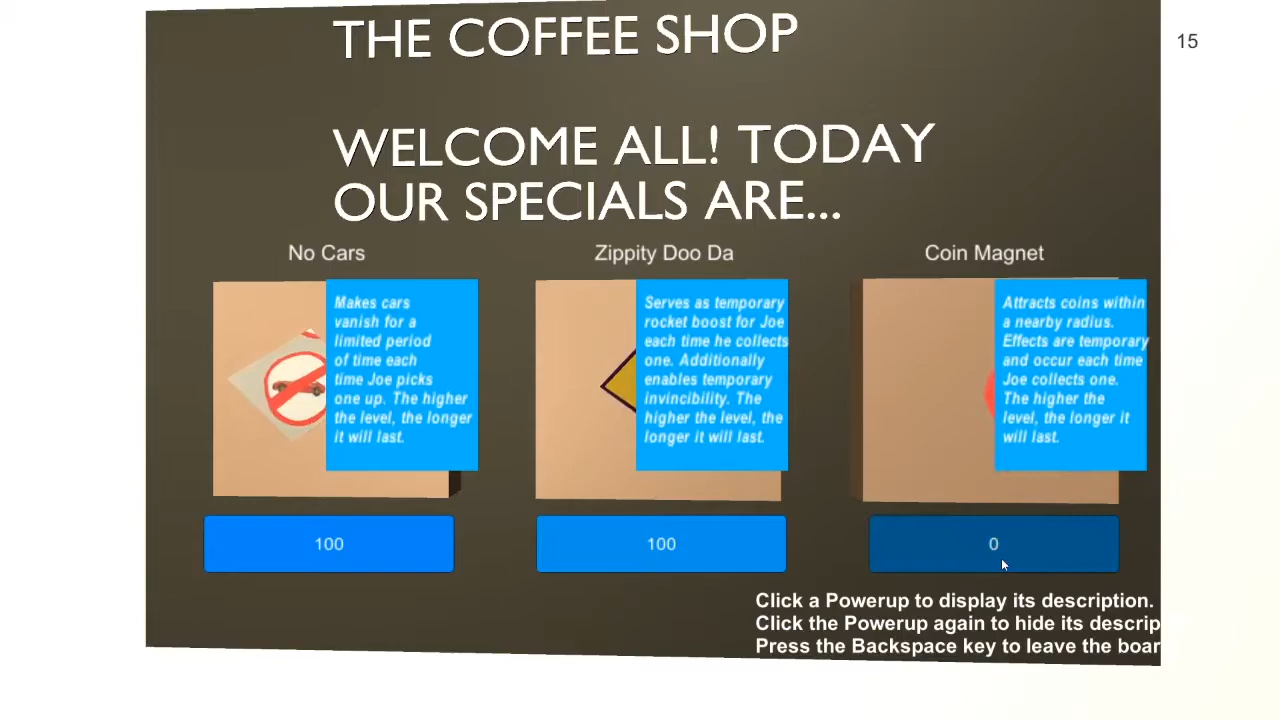 THE COFFEE SHOP
15
WELCOME ALL! TODAY
OUR SPECIALS ARE...
No Cars
Zippity Doo Da
Coin Magnet
Makes cars
vanish for a
limited period
of time each
time Joe picks
one up. The higher
the level, the longer
it will last.
Serves as temporary
rocket boost for Joe
each time he collects
one. Additionally
enables temporary
invincibility. The
higher the level, the
longer it will last.
Attracts coins within
a nearby radius.
Effects are temporary
and occur each time
Joe collects one.
The higher the
level, the longer it
will last.
100
100
0
Click a Powerup to display its description.
Click the Powerup again to hide its descrip
Press the Backspace key to leave the boar